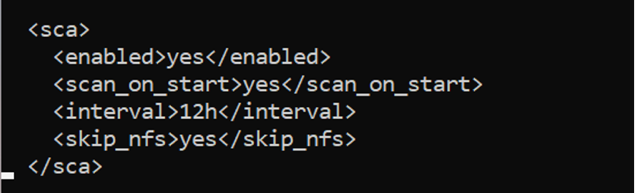 <sca>
  <enabled>yes</enabled>
  <scan_on_start>yes</scan_on_start>
  <interval>12h</interval>
  <skip_nfs>yes</skip_nfs>
</sca>